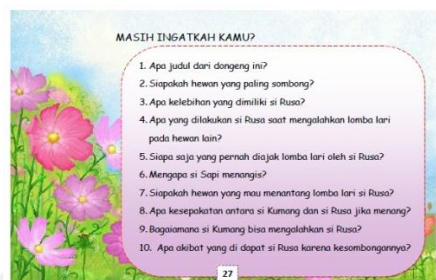 MASIH INGATKAH KAMU?
1. Apa judul dari dongeng ini?
2. Siapakah hewan yang paling sombong?
3. Apa kelebihan yang dimiliki si Rusa?
4. Apa yang dilakukan si Rusa saat mengalahkan lomba lari
pada hewan lain?
5. Siapa saja yang pernah diajak lomba lari oleh si Rusa?
6. Mengapa si Sapi menangis?
7. Siapakah hewan yang mau menantang lomba lari si Rusa?
8. Apa kesepakatan antara si Kumang dan si Rusa jika menang?
9. Bagaiamana si Kumang bisa mengalahkan si Rusa?
10. Apa akibat yang di dapat si Rusa karena kesombongannya?
27